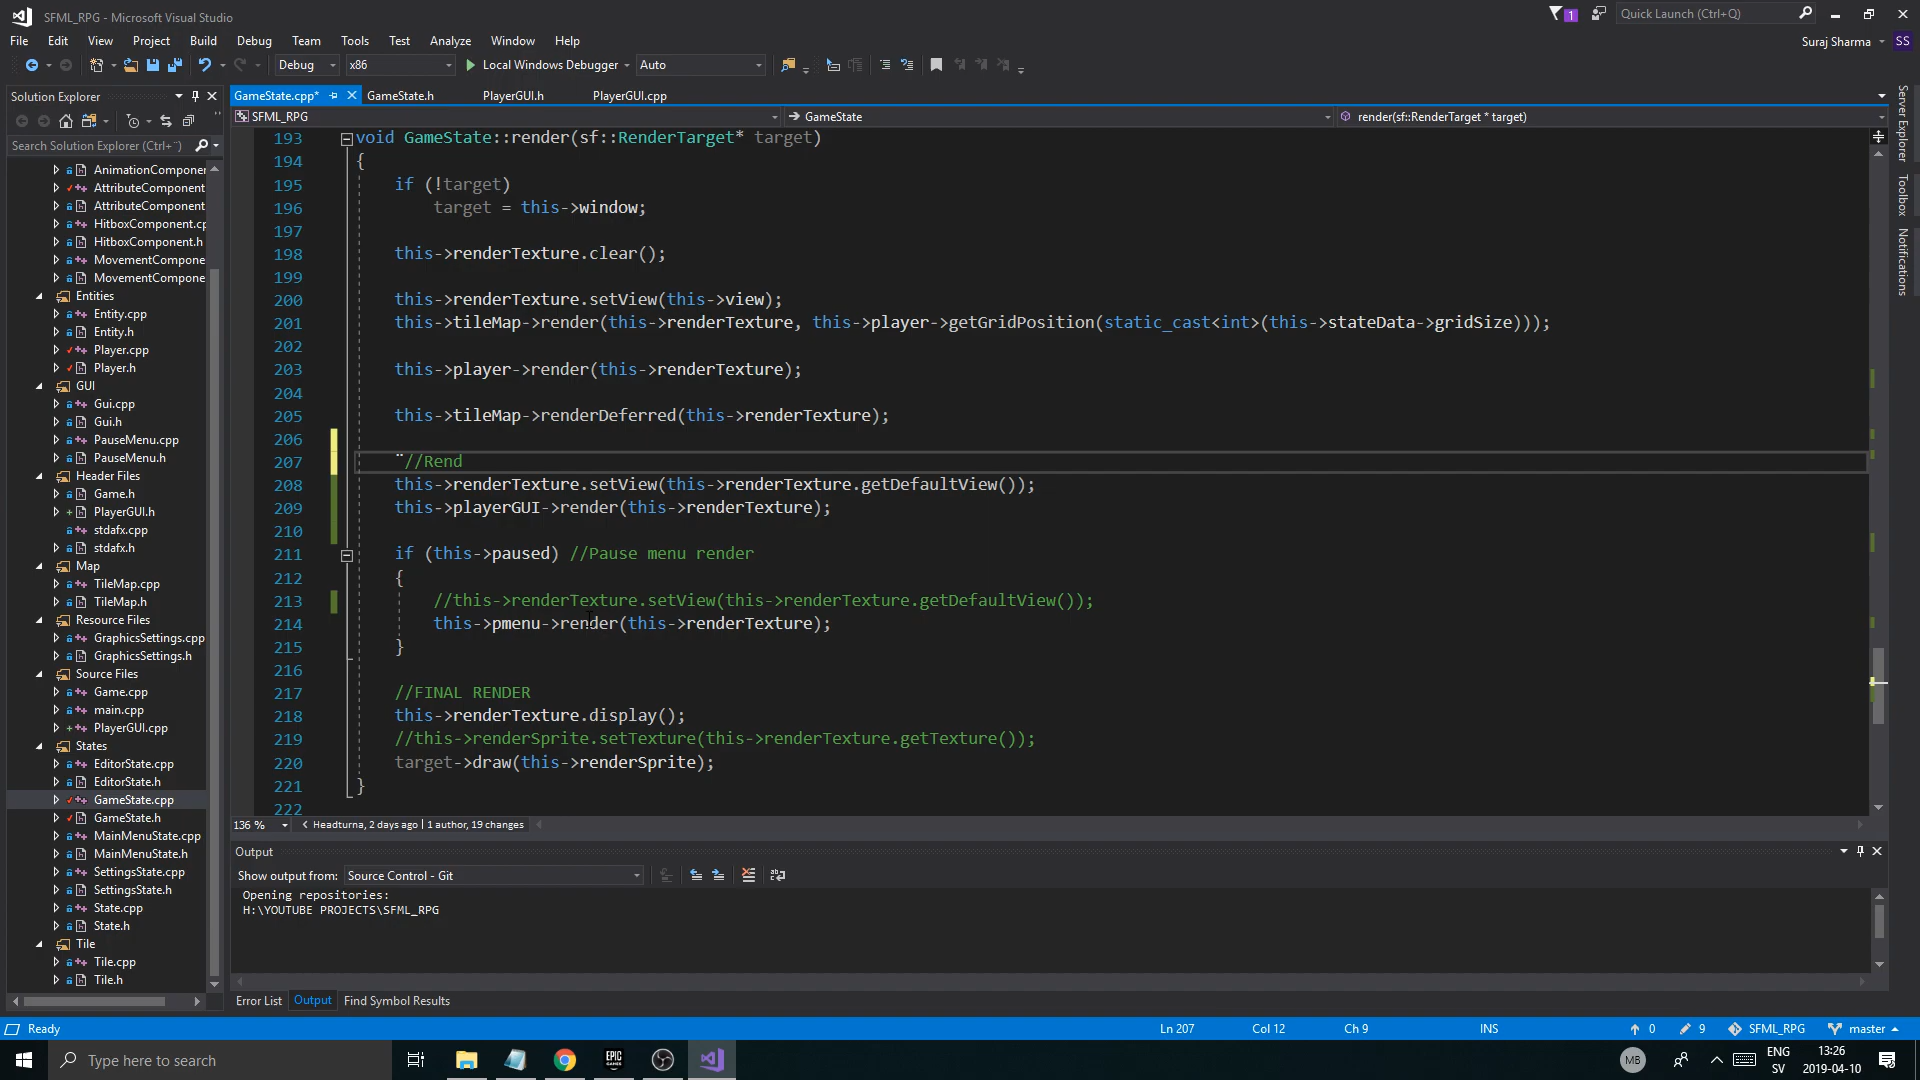 SFML_RPG - Microsoft Visual Studio
1
Quick Launch (Ctrl+Q)
File Edit View Project Build Debug Team Tools Test Analyze Window Help
Suraj Sharma SS
Debug x86 Local Windows Debugger Auto
Solution Explorer
GameState.cpp* GameState.h PlayerGUI.h PlayerGUI.cpp
SFML_RPG GameState render(sf::RenderTarget * target)
Search Solution Explorer (Ctrl+¨)
AnimationComponer
AttributeComponent
AttributeComponent
HitboxComponent.cp
HitboxComponent.h
MovementCompone
MovementCompone
Entities
Entity.cpp
Entity.h
Player.cpp
Player.h
GUI
Gui.cpp
Gui.h
PauseMenu.cpp
PauseMenu.h
Header Files
Game.h
PlayerGUI.h
stdafx.cpp
stdafx.h
Map
TileMap.cpp
TileMap.h
Resource Files
GraphicsSettings.cpp
GraphicsSettings.h
Source Files
Game.cpp
main.cpp
PlayerGUI.cpp
States
EditorState.cpp
EditorState.h
GameState.cpp
GameState.h
MainMenuState.cpp
MainMenuState.h
SettingsState.cpp
SettingsState.h
State.cpp
State.h
Tile
Tile.cpp
Tile.h
193 void GameState::render(sf::RenderTarget* target)
194 {
195 if (!target)
196 target = this->window;
197
198 this->renderTexture.clear();
199
200 this->renderTexture.setView(this->view);
201 this->tileMap->render(this->renderTexture, this->player->getGridPosition(static_cast<int>(this->stateData->gridSize)));
202
203 this->player->render(this->renderTexture);
204
205 this->tileMap->renderDeferred(this->renderTexture);
206
207 ¨//Rend
208 this->renderTexture.setView(this->renderTexture.getDefaultView());
209 this->playerGUI->render(this->renderTexture);
210
211 if (this->paused) //Pause menu render
212 {
213 //this->renderTexture.setView(this->renderTexture.getDefaultView());
214 this->pmenu->render(this->renderTexture);
215 }
216
217 //FINAL RENDER
218 this->renderTexture.display();
219 //this->renderSprite.setTexture(this->renderTexture.getTexture());
220 target->draw(this->renderSprite);
221 }
222
136 % Headturna, 2 days ago | 1 author, 19 changes
Output
Show output from: Source Control - Git
Opening repositories:
H:\YOUTUBE PROJECTS\SFML_RPG
Error List Output Find Symbol Results
Server Explorer
Toolbox
Notifications
Ready Ln 207 Col 12 Ch 9 INS 0 9 SFML_RPG master
Type here to search
EPIC GAMES
MB
ENG
SV
13:26
2019-04-10